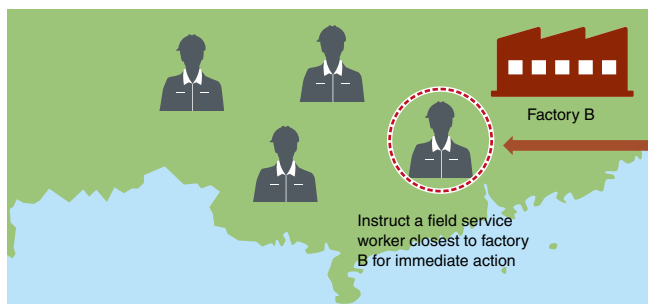 Factory B
Instruct a field service
worker closest to factory
B for immediate action